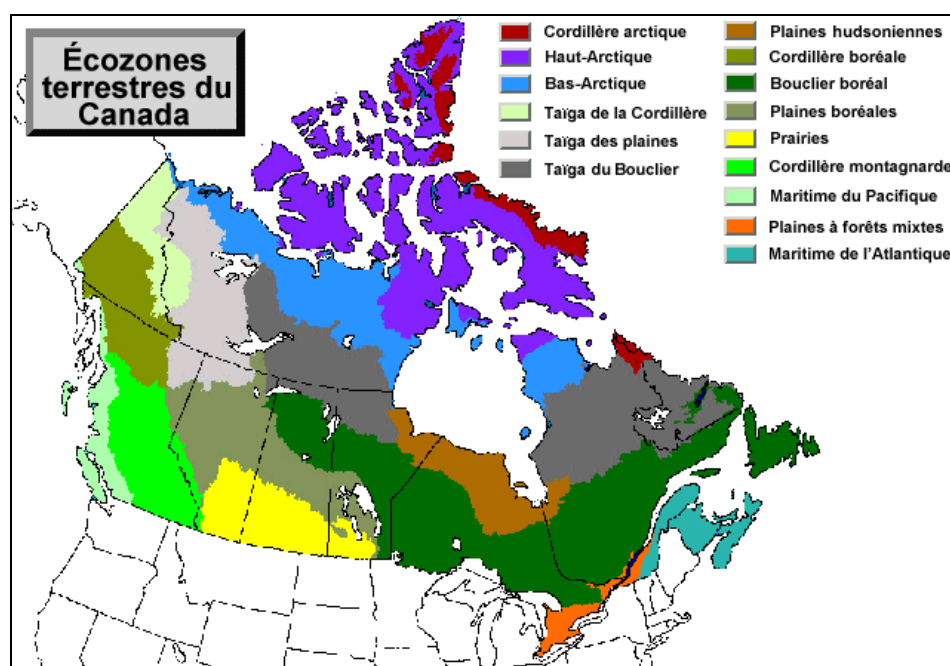 Écozones
terrestres du
Canada
Cordillère arctique
Haut-Arctique
Bas-Arctique
Taïga de la Cordillère
Taïga des plaines
Taïga du Bouclier
Plaines hudsoniennes
Cordillère boréale
Bouclier boréal
Plaines boréales
Prairies
Cordillère montagnarde
Maritime du Pacifique
Plaines à forêts mixtes
Maritime de l'Atlantique